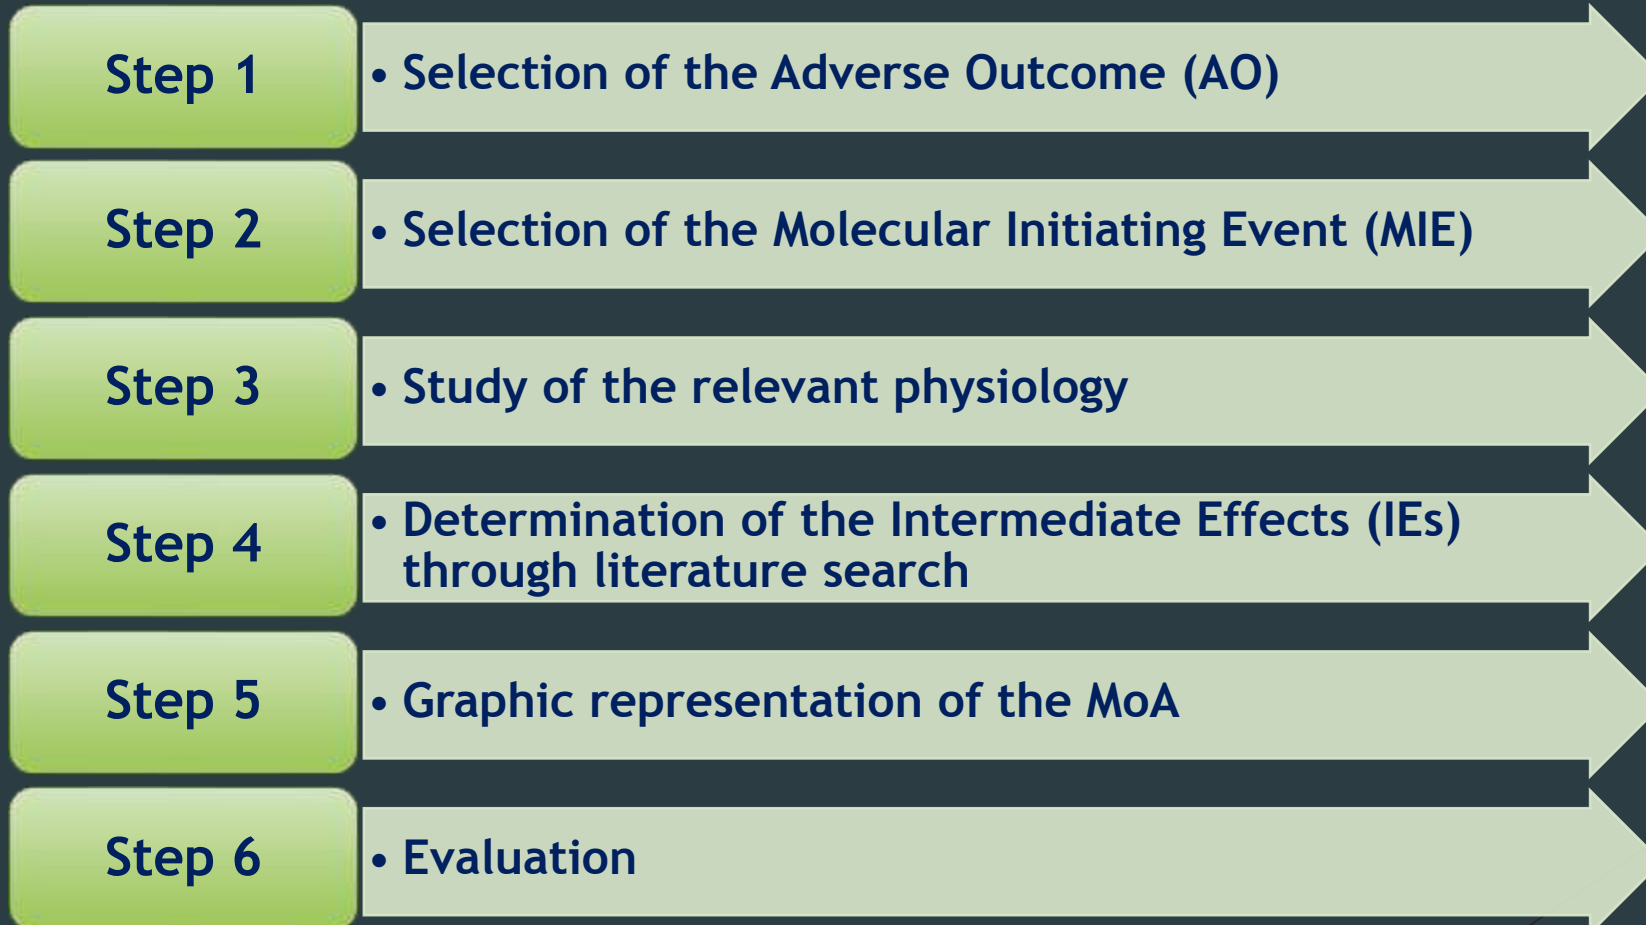 Step 1
• Selection of the Adverse Outcome (AO)
Step 2
• Selection of the Molecular Initiating Event (MIE)
Step 3
• Study of the relevant physiology
Step 4
• Determination of the Intermediate Effects (IEs)
through literature search
Step 5
• Graphic representation of the MoA
Step 6
• Evaluation